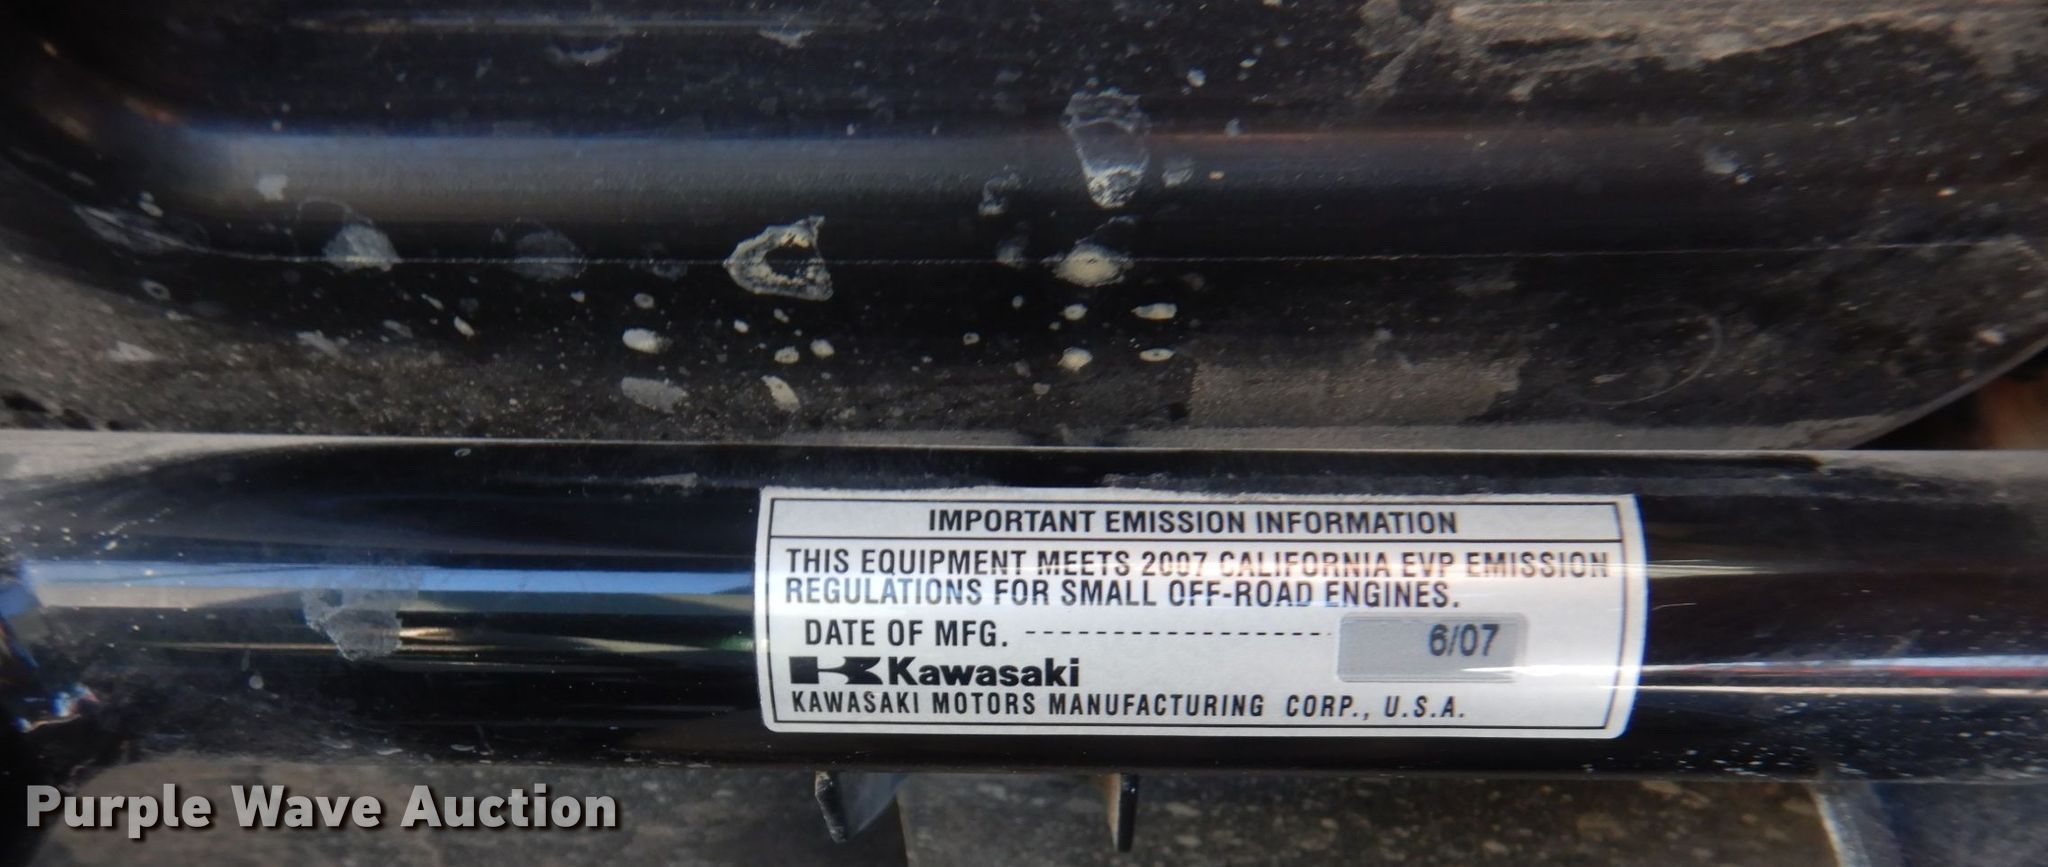 IMPORTANT EMISSION INFORMATION
THIS EQUIPMENT MEETS 2007 CALIFORNIA EVP EMISSION
REGULATIONS FOR SMALL OFF-ROAD ENGINES.
DATE OF MFG. ------------------ 6/07
Kawasaki
KAWASAKI MOTORS MANUFACTURING CORP., U.S.A.
Purple Wave Auction